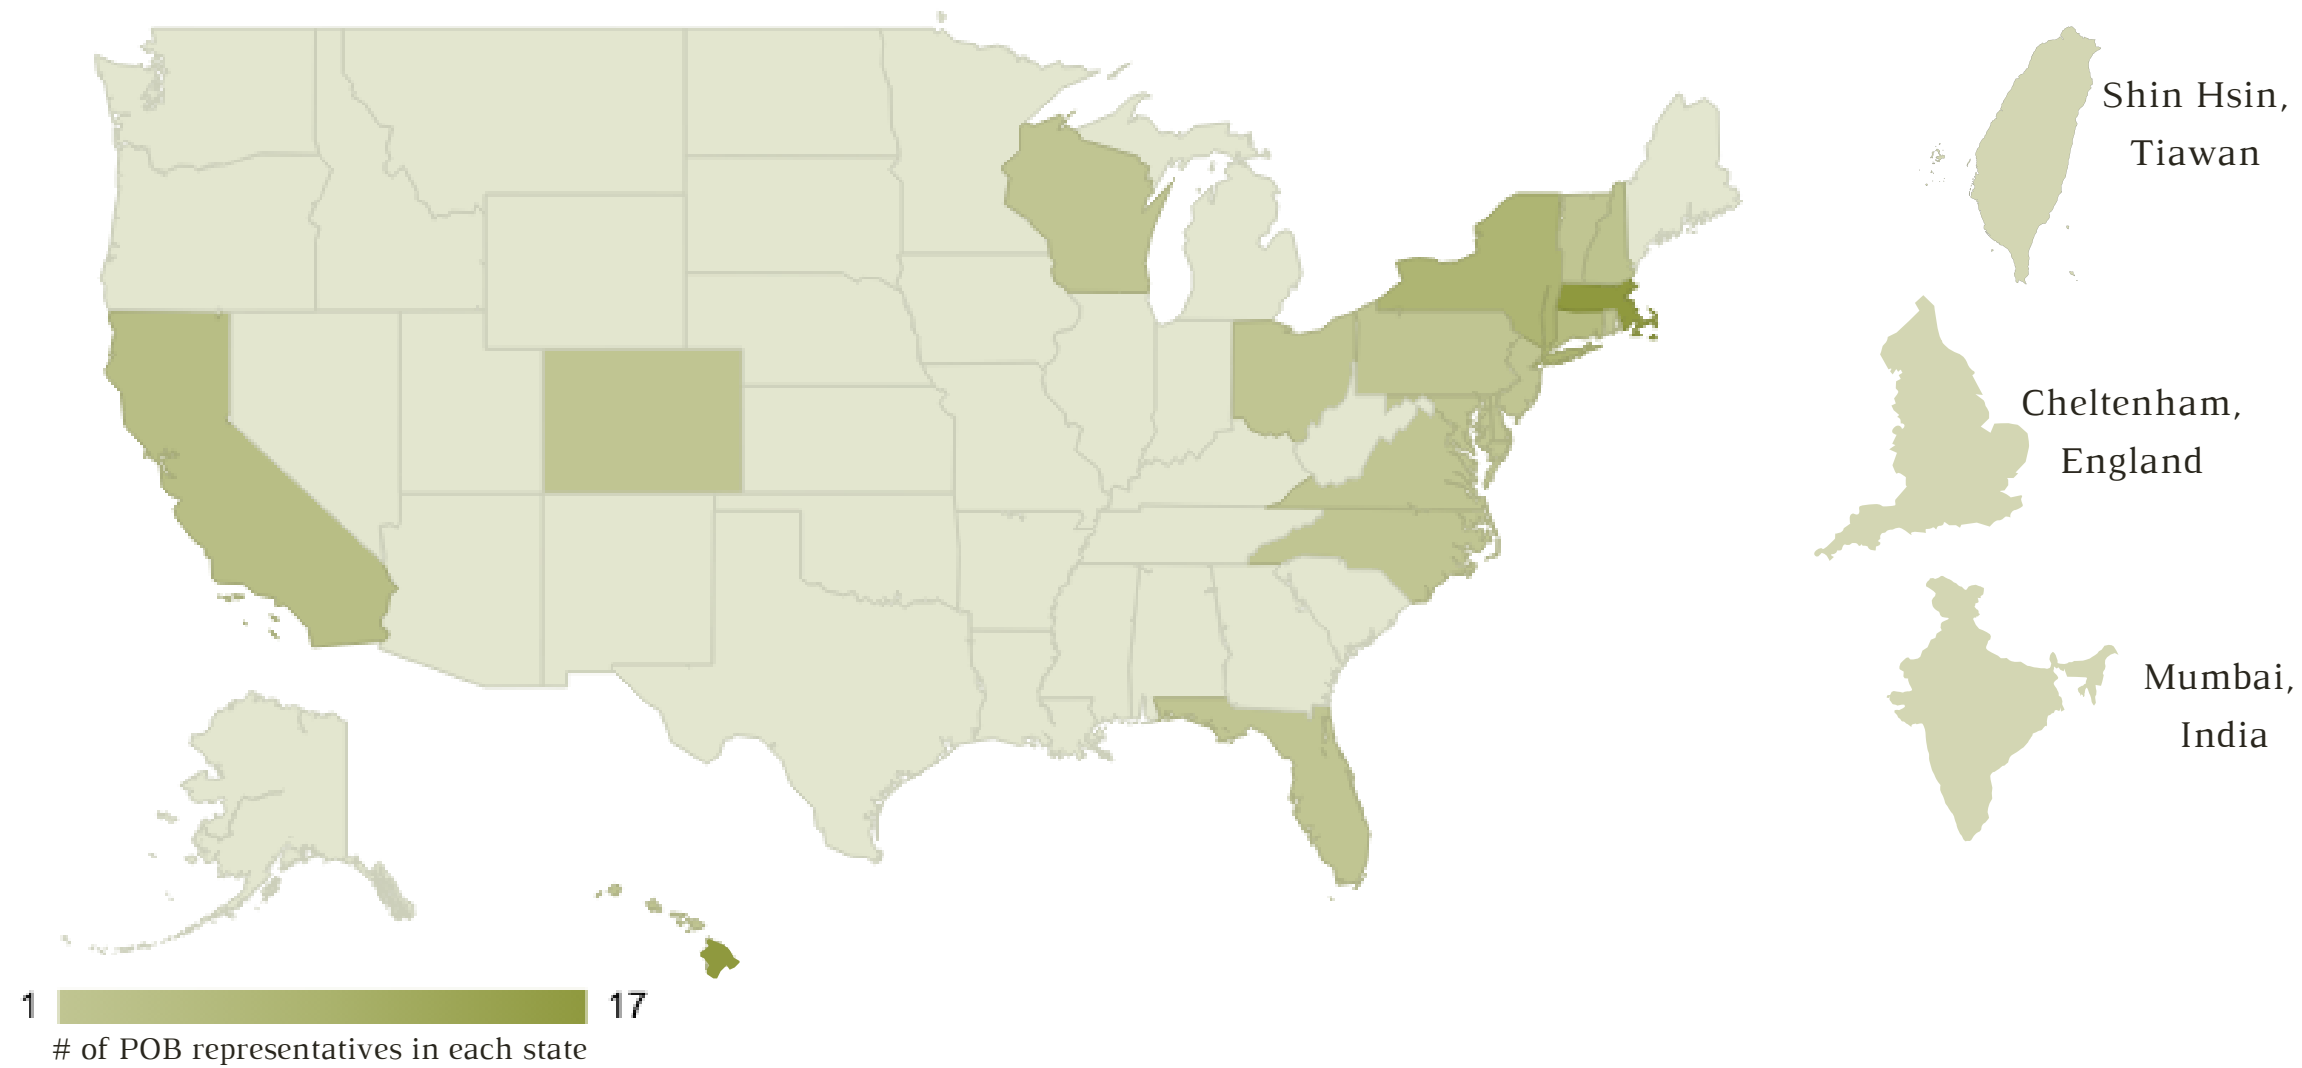 Shin Hsin,
Tiawan
Cheltenham,
England
Mumbai,
India
1 17
# of POB representatives in each state